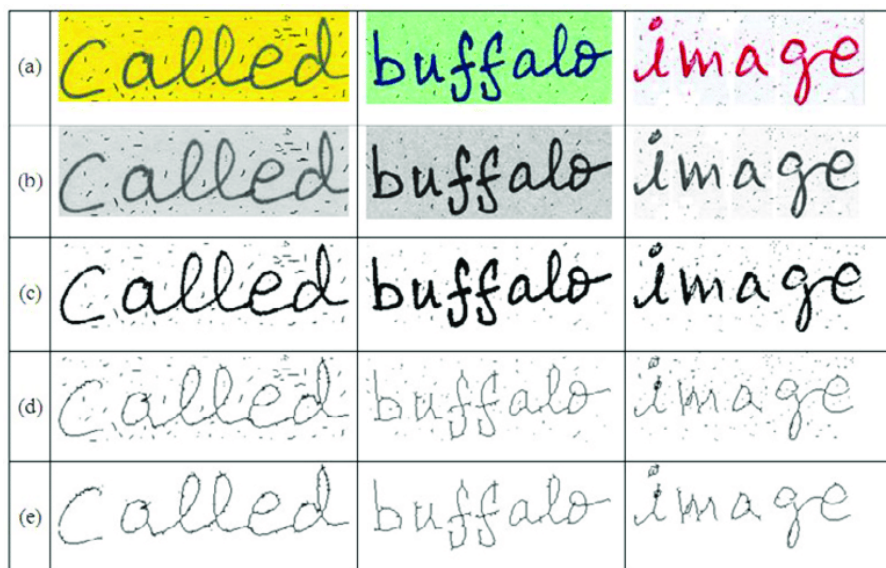 (a) called buffalo image
(b) called buffalo image
(c) called buffalo image
(d) called buffalo image
(e) called buffalo image